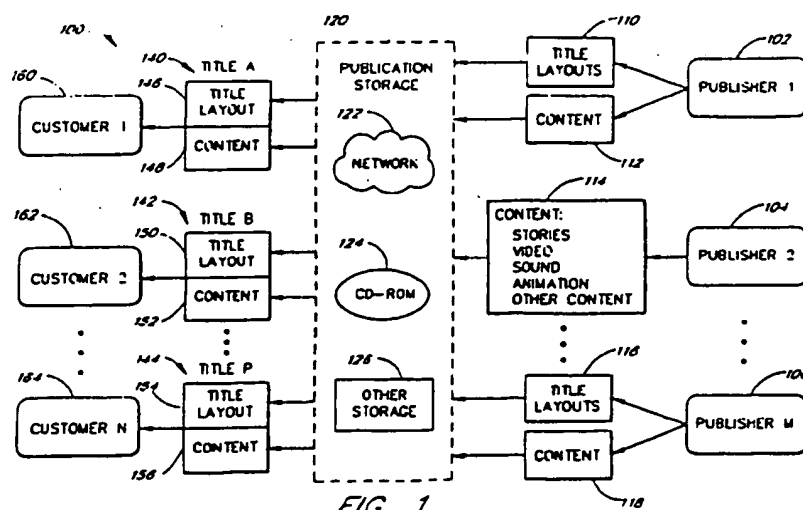 100
160
CUSTOMER 1
140
TITLE A
146
TITLE
LAYOUT
CONTENT
148
120
PUBLICATION
STORAGE
122
NETWORK
110
TITLE
LAYOUTS
CONTENT
112
102
PUBLISHER 1
162
CUSTOMER 2
142
TITLE B
150
TITLE
LAYOUT
CONTENT
152
124
CD-ROM
114
CONTENT:
STORIES
VIDEO
SOUND
ANIMATION
OTHER CONTENT
104
PUBLISHER 2
164
CUSTOMER N
144
TITLE P
154
TITLE
LAYOUT
CONTENT
156
126
OTHER
STORAGE
116
TITLE
LAYOUTS
CONTENT
118
106
PUBLISHER M
FIG. 1